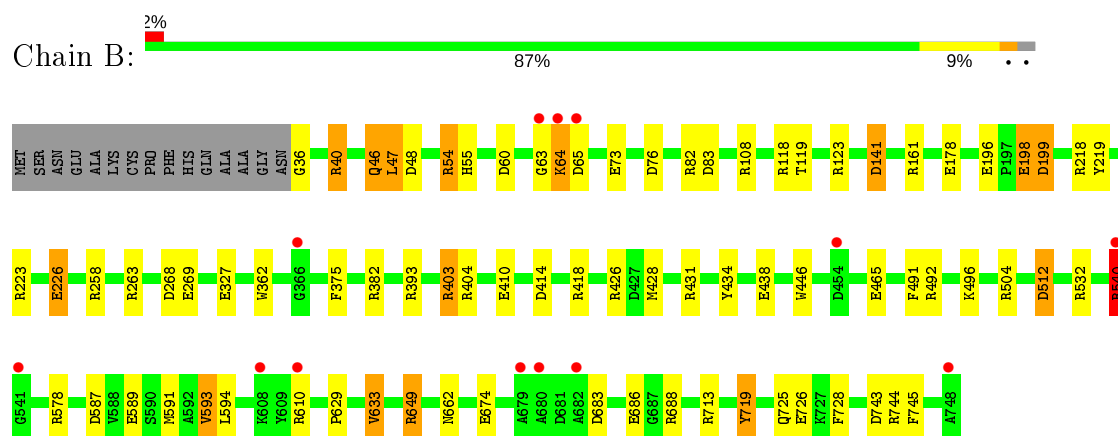 2%
Chain B:
87% 9% • •
MET SER ASN GLU ALA LYS CYS PRO PHE HIS GLN ALA ALA GLY ASN G36 R40 Q46 L47 D48 R54 H55 D60 G63 K64 D65 E73 D76 R82 D83 R108 R118 T119 R123 D141 R161 E178 E196 P197 E198 D199 R218 Y219
R223 E226 R258 R263 D268 E269 E327 W362 G366 F375 R382 R393 R403 R404 E410 D414 R418 R426 D427 M428 R431 Y434 E438 W446 D454 E465 F491 R492 K496 R504 D512 R532 R540
G541 R578 D587 V588 E589 S590 M591 A592 V593 L594 K608 Y609 R610 P629 V633 R649 N662 E674 A679 A680 D681 A682 D683 E686 G687 R688 R713 Y719 Q725 E726 K727 F728 D743 R744 F745 A748